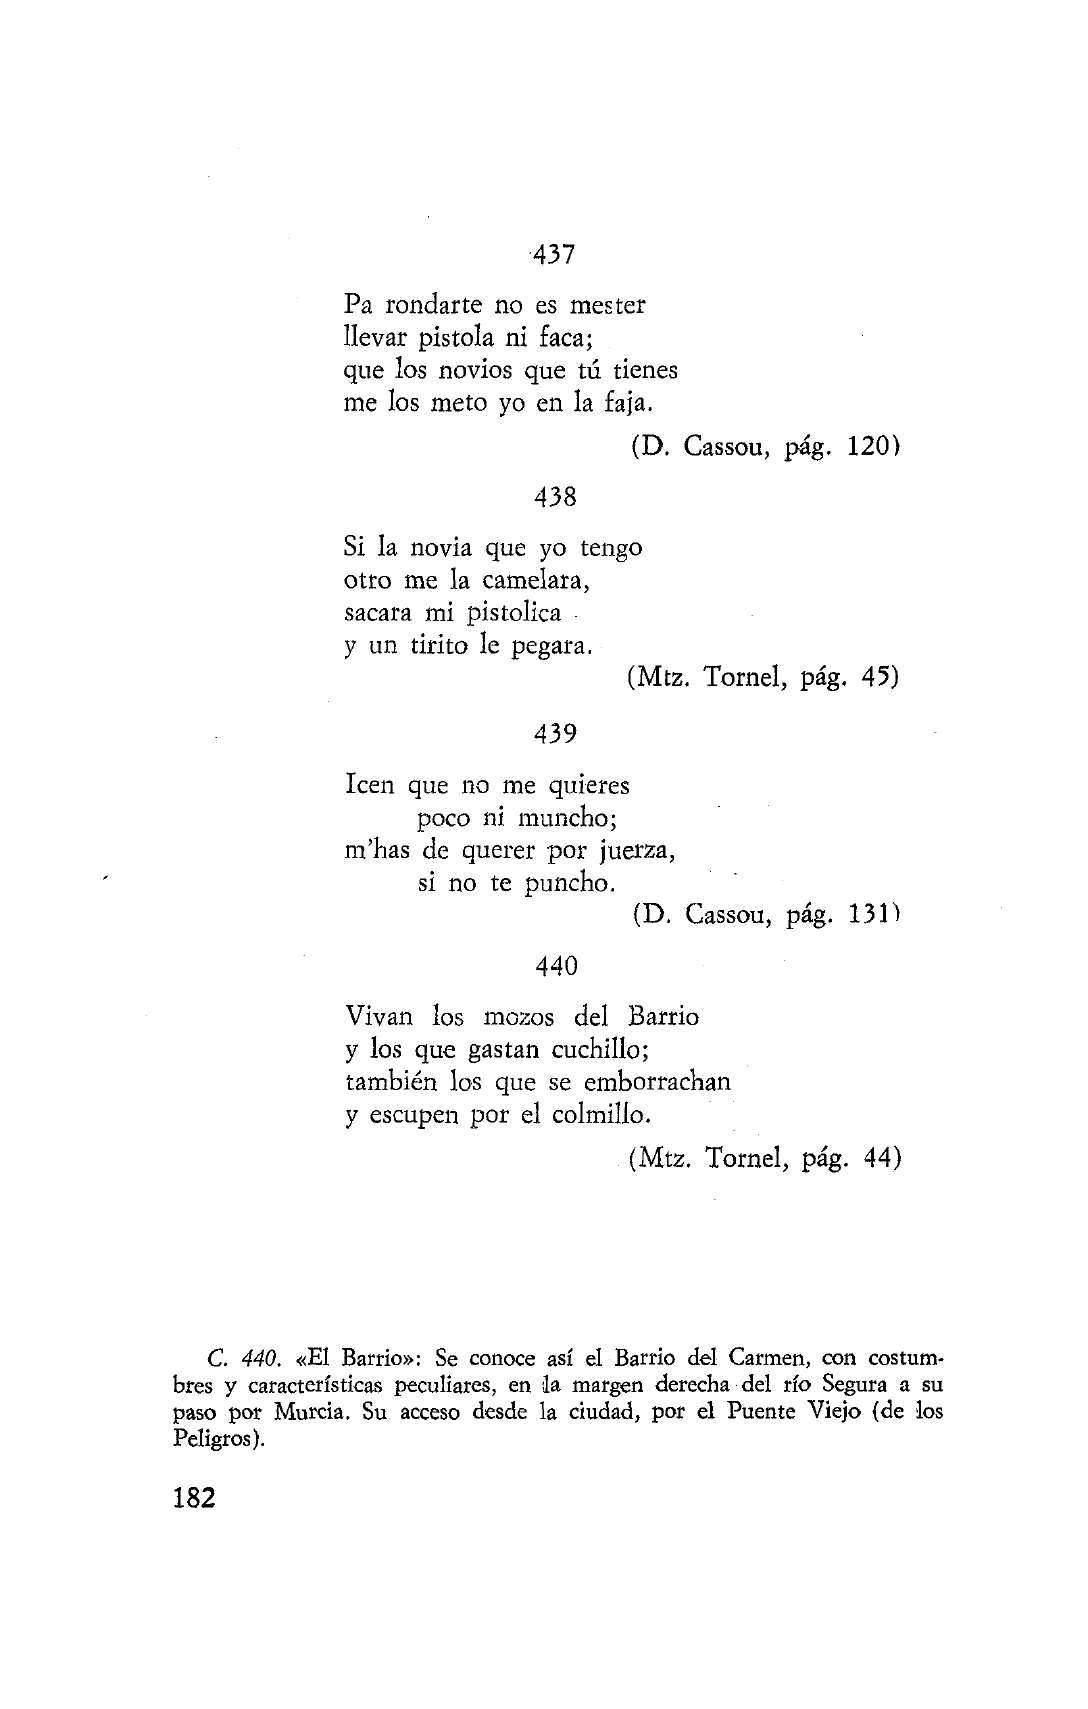 437
Pa rondarte no es mester
llevar pistola ni faca;
que los novios que tú tienes
me los meto yo en la faja.
(D. Cassou, pág. 120)
438
Si la novia que yo tengo
otro me la camelara,
sacara mi pistolica
y un tirito le pegara.
(Mtz. Tornel, pág. 45)
439
Icen que no me quieres
poco ni muncho;
m'has de querer por juerza,
si no te puncho.
(D. Cassou, pág. 131)
440
Vivan los mozos del Barrio
y los que gastan cuchillo;
también los que se emborrachan
y escupen por el colmillo.
(Mtz. Tornel, pág. 44)
C. 440. «El Barrio»: Se conoce así el Barrio del Carmen, con costum-
bres y características peculiares, en la margen derecha del río Segura a su
paso por Murcia. Su acceso desde la ciudad, por el Puente Viejo (de los
Peligros).
182